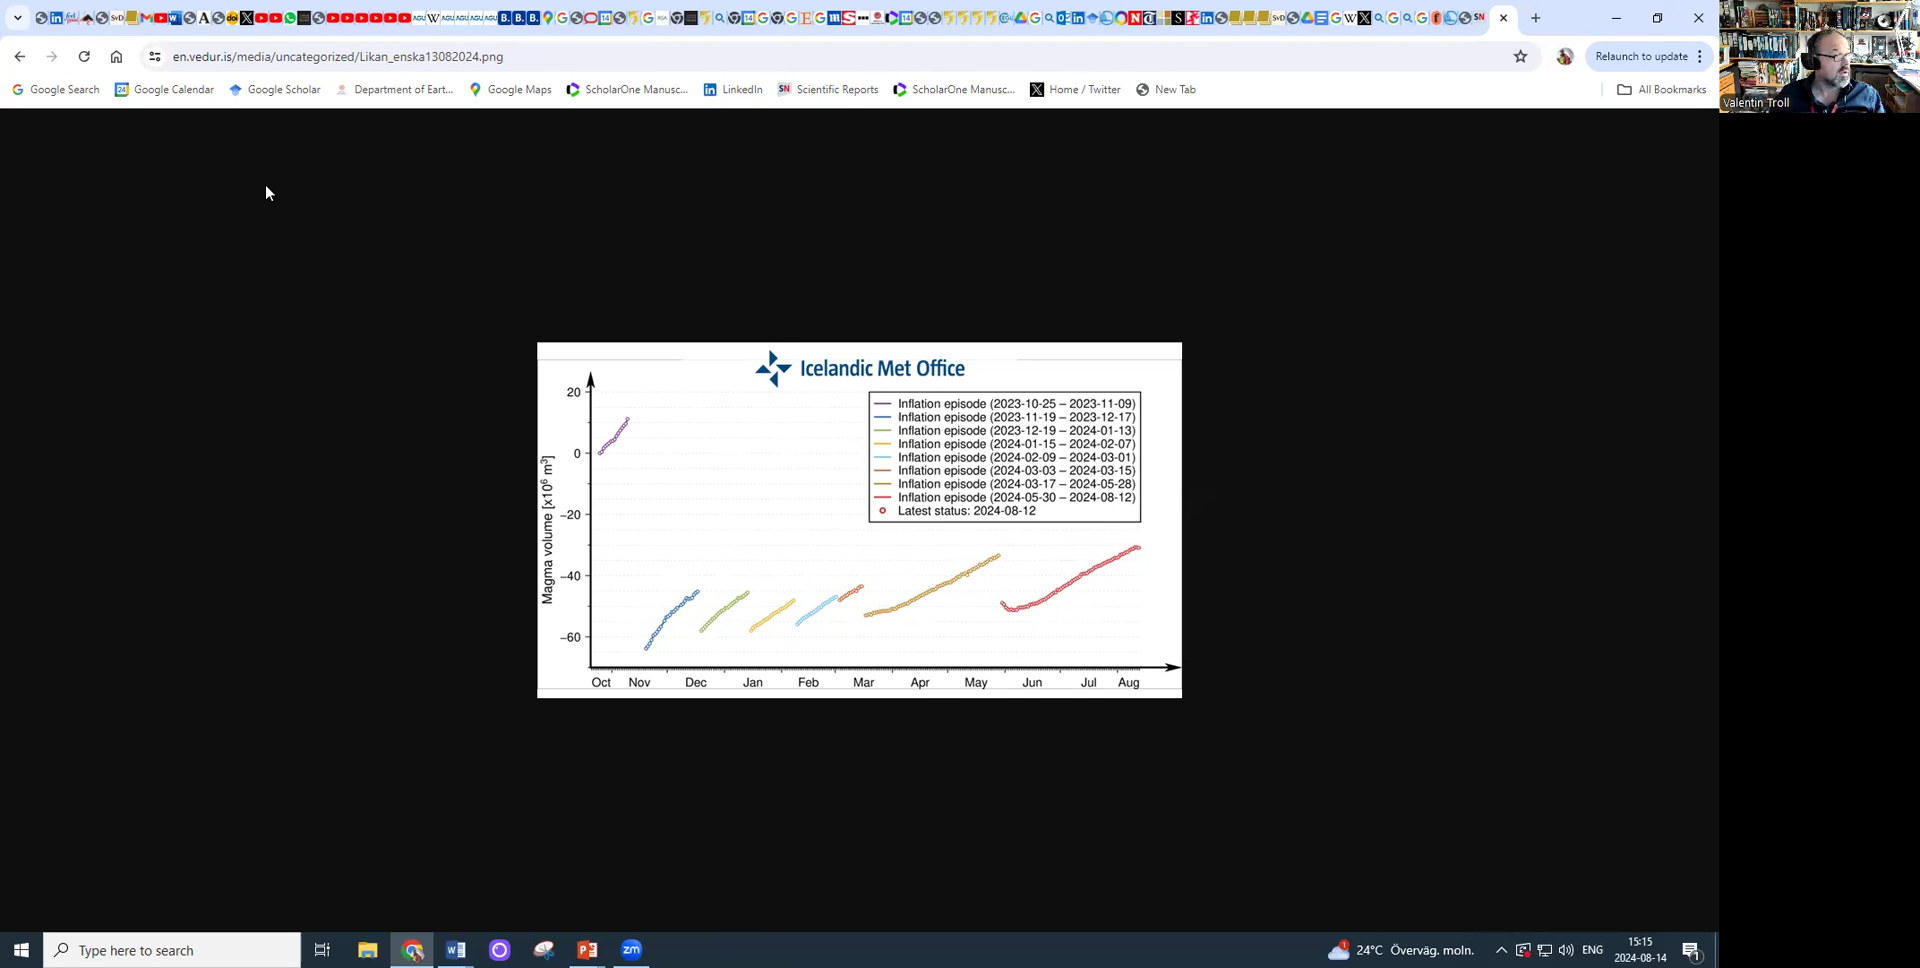 en.vedur.is/media/uncategorized/Likan_enska13082024.png
Relaunch to update
Google Search
Google Calendar
Google Scholar
Department of Eart...
Google Maps
ScholarOne Manusc...
LinkedIn
Scientific Reports
ScholarOne Manusc...
Home / Twitter
New Tab
All Bookmarks
Valentin Troll
Icelandic Met Office
Magma volume [x10⁶ m³]
20
0
−20
−40
−60
Inflation episode (2023-10-25 – 2023-11-09)
Inflation episode (2023-11-19 – 2023-12-17)
Inflation episode (2023-12-19 – 2024-01-13)
Inflation episode (2024-01-15 – 2024-02-07)
Inflation episode (2024-02-09 – 2024-03-01)
Inflation episode (2024-03-03 – 2024-03-15)
Inflation episode (2024-03-17 – 2024-05-28)
Inflation episode (2024-05-30 – 2024-08-12)
Latest status: 2024-08-12
Oct Nov Dec Jan Feb Mar Apr May Jun Jul Aug
Type here to search
24°C Överväg. moln.
ENG
15:15
2024-08-14